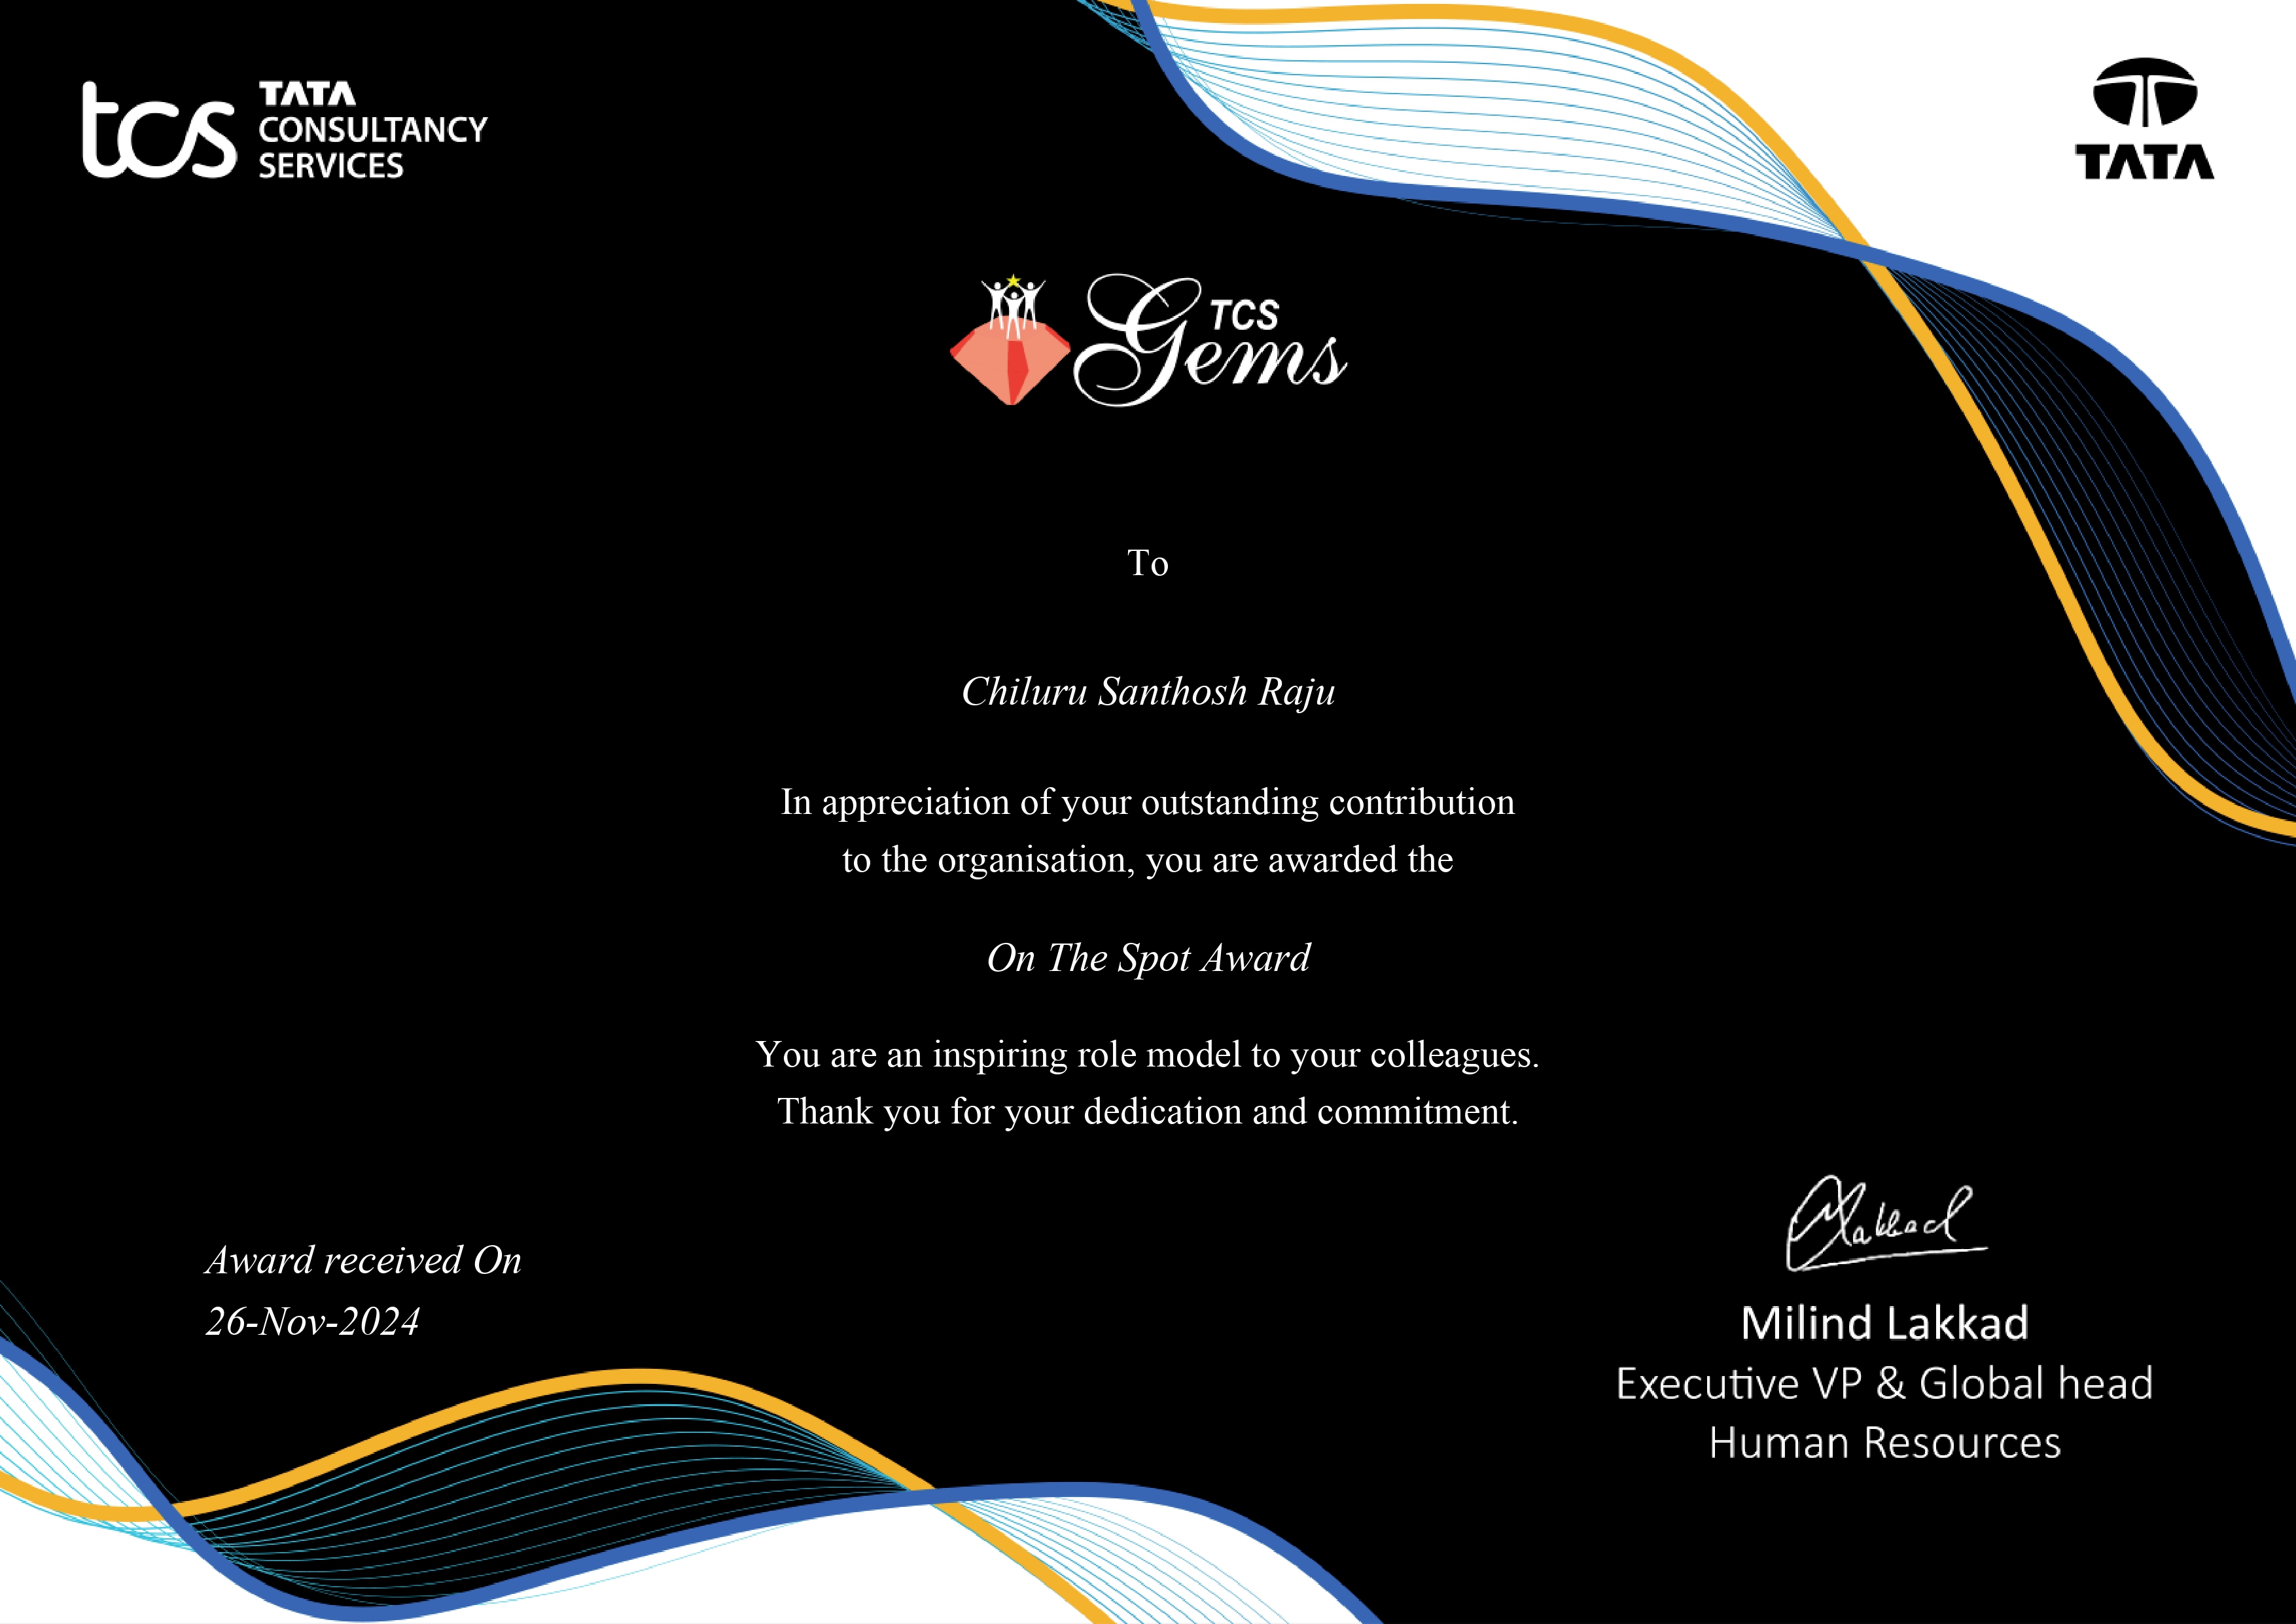 tcs
TATA
CONSULTANCY
SERVICES
TATA
TCS
Gems
To
Chiluru Santhosh Raju
In appreciation of your outstanding contribution
to the organisation, you are awarded the
On The Spot Award
You are an inspiring role model to your colleagues.
Thank you for your dedication and commitment.
Award received On
26-Nov-2024
Lakkad
Milind Lakkad
Executive VP & Global head
Human Resources